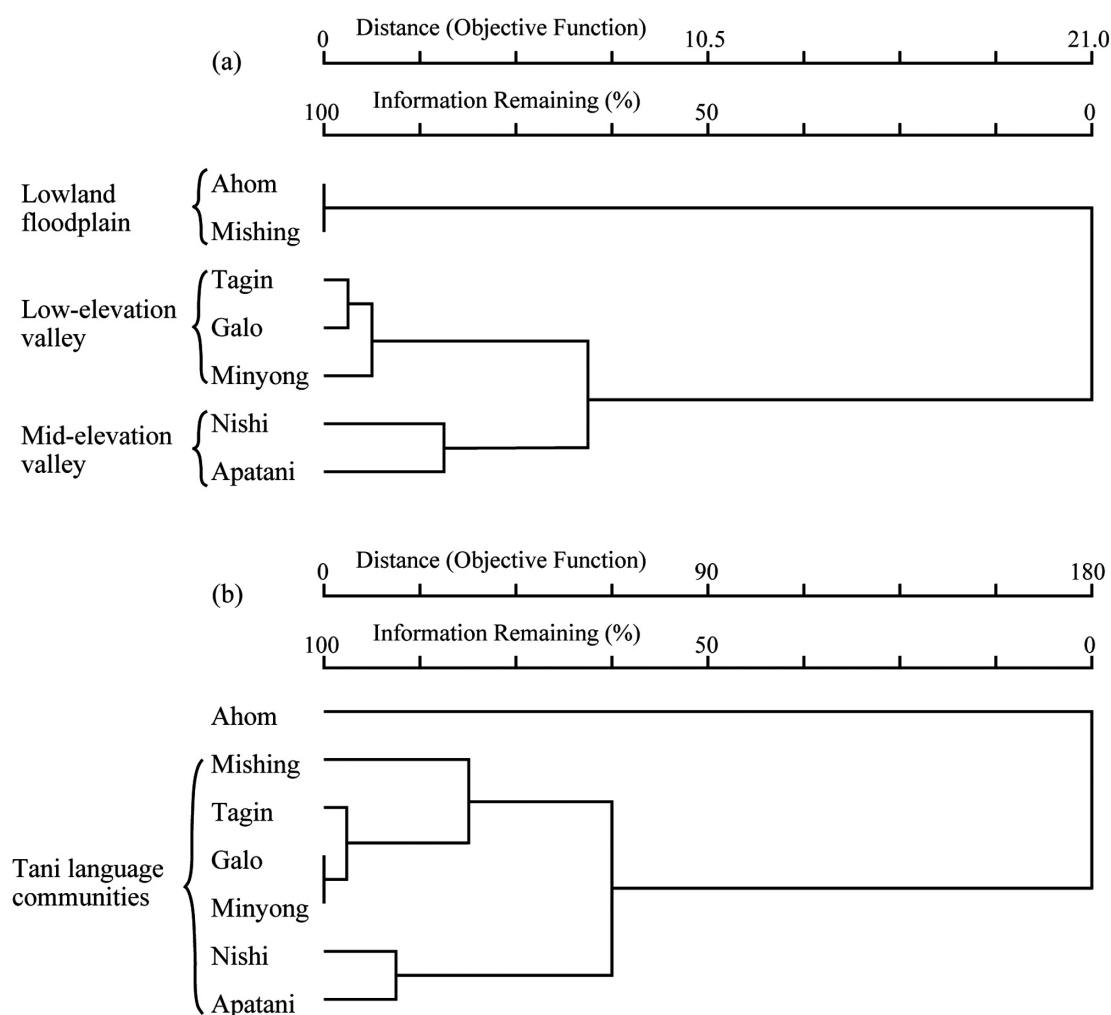 Distance (Objective Function)
0 10.5 21.0
(a)
Information Remaining (%)
100 50 0
Lowland
floodplain
Ahom
Mishing
Low-elevation
valley
Tagin
Galo
Minyong
Mid-elevation
valley
Nishi
Apatani
Distance (Objective Function)
0 90 180
(b)
Information Remaining (%)
100 50 0
Ahom
Tani language
communities
Mishing
Tagin
Galo
Minyong
Nishi
Apatani